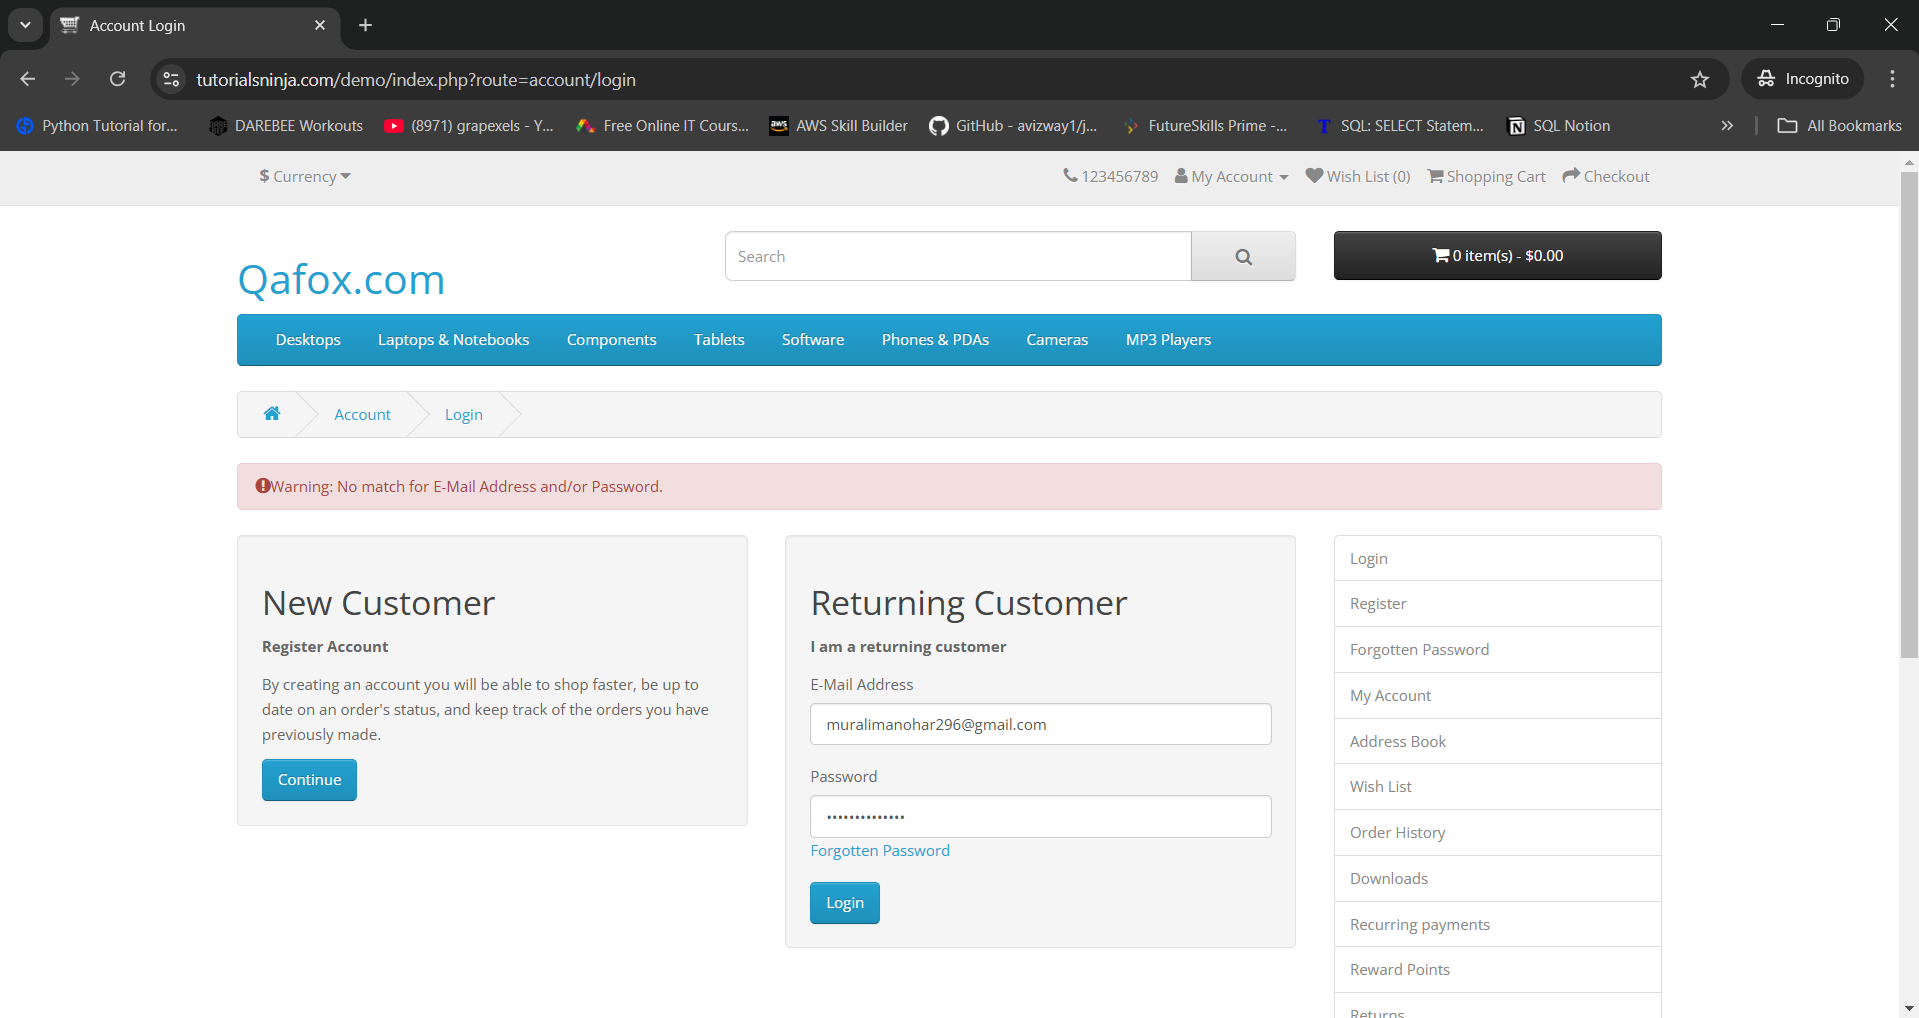 Account Login
tutorialsninja.com/demo/index.php?route=account/login
Incognito
Python Tutorial for...
DAREBEE Workouts
(8971) grapexels - Y...
Free Online IT Cours...
aws AWS Skill Builder
GitHub - avizway1/j...
FutureSkills Prime -...
T SQL: SELECT Statem...
SQL Notion
All Bookmarks
$ Currency
123456789
My Account
Wish List (0)
Shopping Cart
Checkout
Qafox.com
Search
0 item(s) - $0.00
Desktops
Laptops & Notebooks
Components
Tablets
Software
Phones & PDAs
Cameras
MP3 Players
Account
Login
Warning: No match for E-Mail Address and/or Password.
New Customer
Register Account
By creating an account you will be able to shop faster, be up to
date on an order's status, and keep track of the orders you have
previously made.
Continue
Returning Customer
I am a returning customer
E-Mail Address
muralimanohar296@gmail.com
Password
••••••••••••••
Forgotten Password
Login
Login
Register
Forgotten Password
My Account
Address Book
Wish List
Order History
Downloads
Recurring payments
Reward Points
Returns